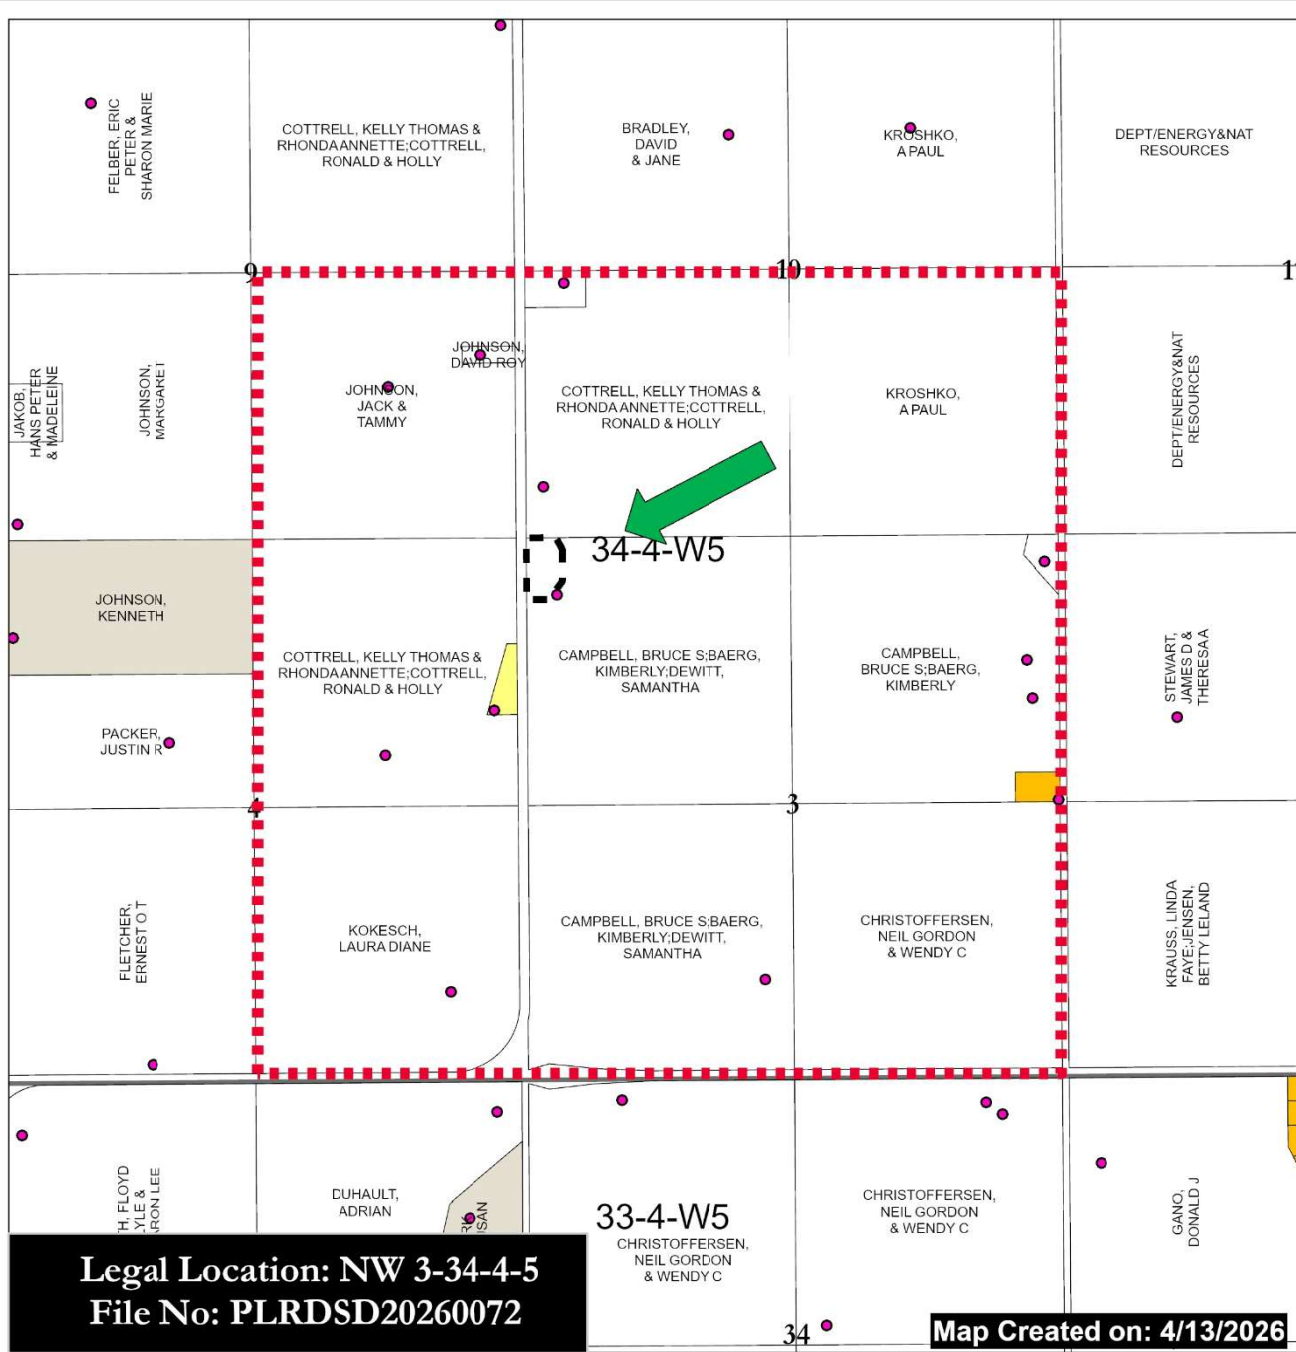 FELBER, ERIC
PETER &
SHARON MARIE
COTTRELL, KELLY THOMAS &
RHONDA ANNETTE;COTTRELL,
RONALD & HOLLY
BRADLEY,
DAVID
& JANE
KROSHKO,
A PAUL
DEPT/ENERGY&NAT
RESOURCES
9
10
JAKOB,
HANS PETER
& MADELEINE
JOHNSON,
MARGARET
JOHNSON,
DAVID ROY
JOHNSON,
JACK &
TAMMY
COTTRELL, KELLY THOMAS &
RHONDA ANNETTE;COTTRELL,
RONALD & HOLLY
KROSHKO,
A PAUL
DEPT/ENERGY&NAT
RESOURCES
34-4-W5
JOHNSON,
KENNETH
COTTRELL, KELLY THOMAS &
RHONDA ANNETTE;COTTRELL,
RONALD & HOLLY
CAMPBELL, BRUCE S;BAERG,
KIMBERLY;DEWITT,
SAMANTHA
CAMPBELL,
BRUCE S;BAERG,
KIMBERLY
STEWART,
JAMES D &
THERESA A
PACKER,
JUSTIN R
4
3
FLETCHER,
ERNEST O T
KOKESCH,
LAURA DIANE
CAMPBELL, BRUCE S;BAERG,
KIMBERLY;DEWITT,
SAMANTHA
CHRISTOFFERSEN,
NEIL GORDON
& WENDY C
KRAUSS, LINDA
FAYE;JENSEN,
BETTY LELAND
H, FLOYD
LYLE &
RON LEE
DUHAULT,
ADRIAN
33-4-W5
CHRISTOFFERSEN,
NEIL GORDON
& WENDY C
CHRISTOFFERSEN,
NEIL GORDON
& WENDY C
GANO,
DONALD J
34
Legal Location: NW 3-34-4-5
File No: PLRDSD20260072
Map Created on: 4/13/2026